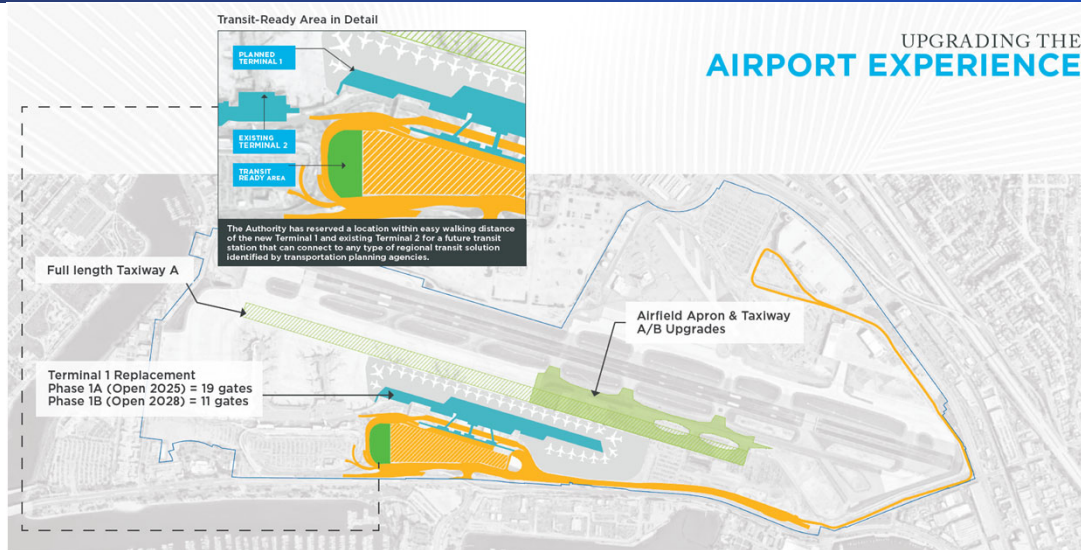 Transit-Ready Area in Detail
UPGRADING THE
AIRPORT EXPERIENCE
PLANNED
TERMINAL 1
EXISTING
TERMINAL 2
TRANSIT
READY AREA
The Authority has reserved a location within easy walking distance
of the new Terminal 1 and existing Terminal 2 for a future transit
station that can connect to any type of regional transit solution
identified by transportation planning agencies.
Full length Taxiway A
Airfield Apron & Taxiway
A/B Upgrades
Terminal 1 Replacement
Phase 1A (Open 2025) = 19 gates
Phase 1B (Open 2028) = 11 gates